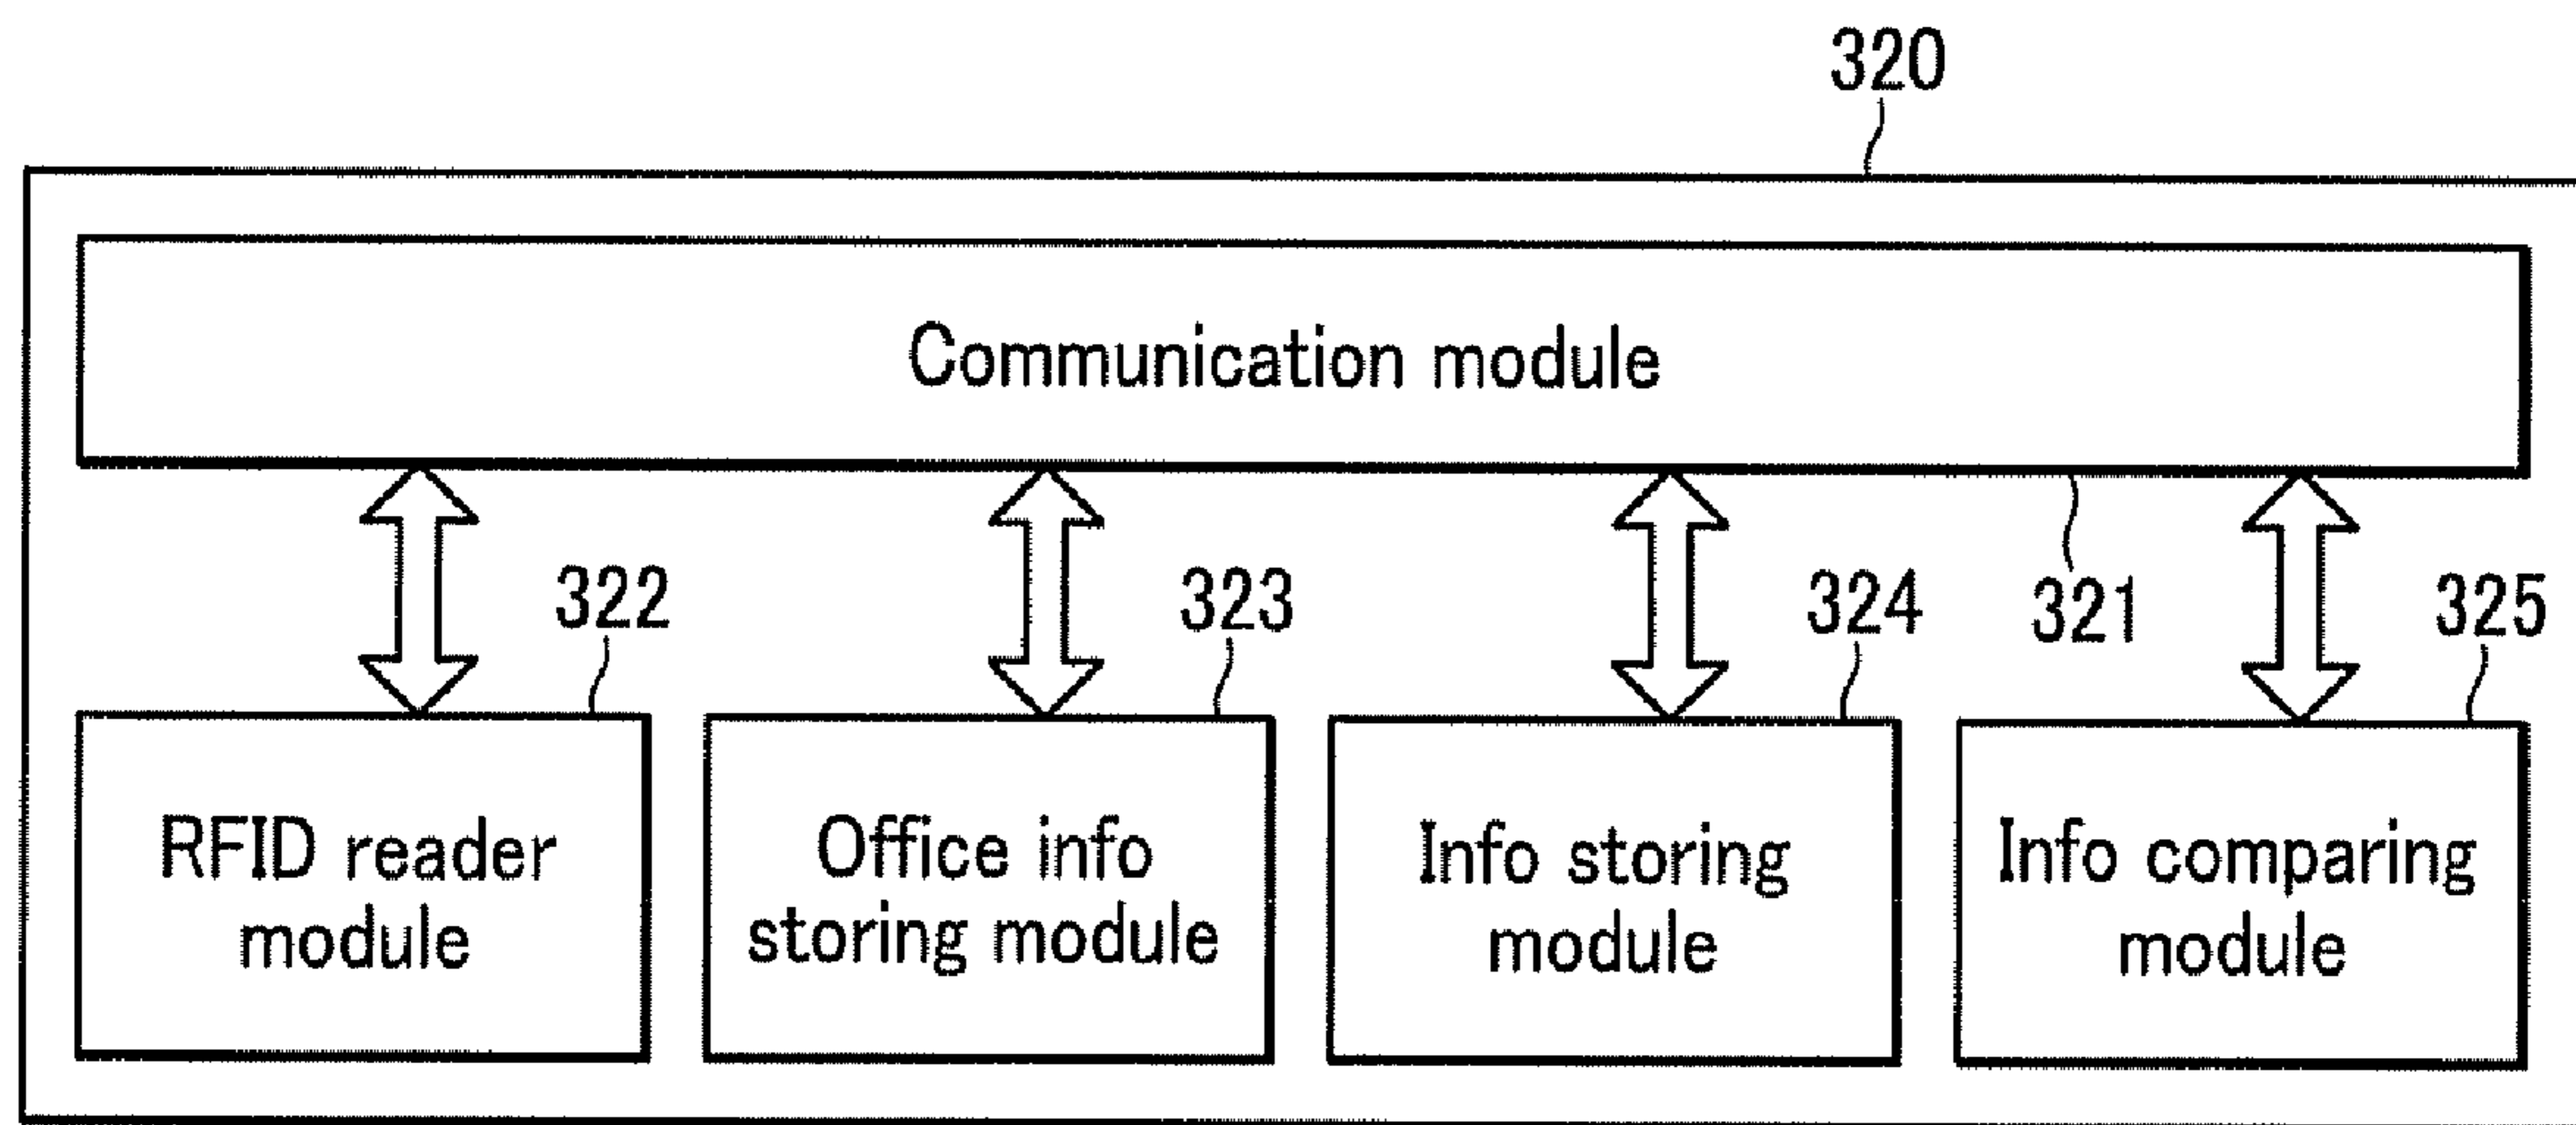 320
Communication module
322
323
324
321
325
RFID reader
module
Office info
storing module
Info storing
module
Info comparing
module